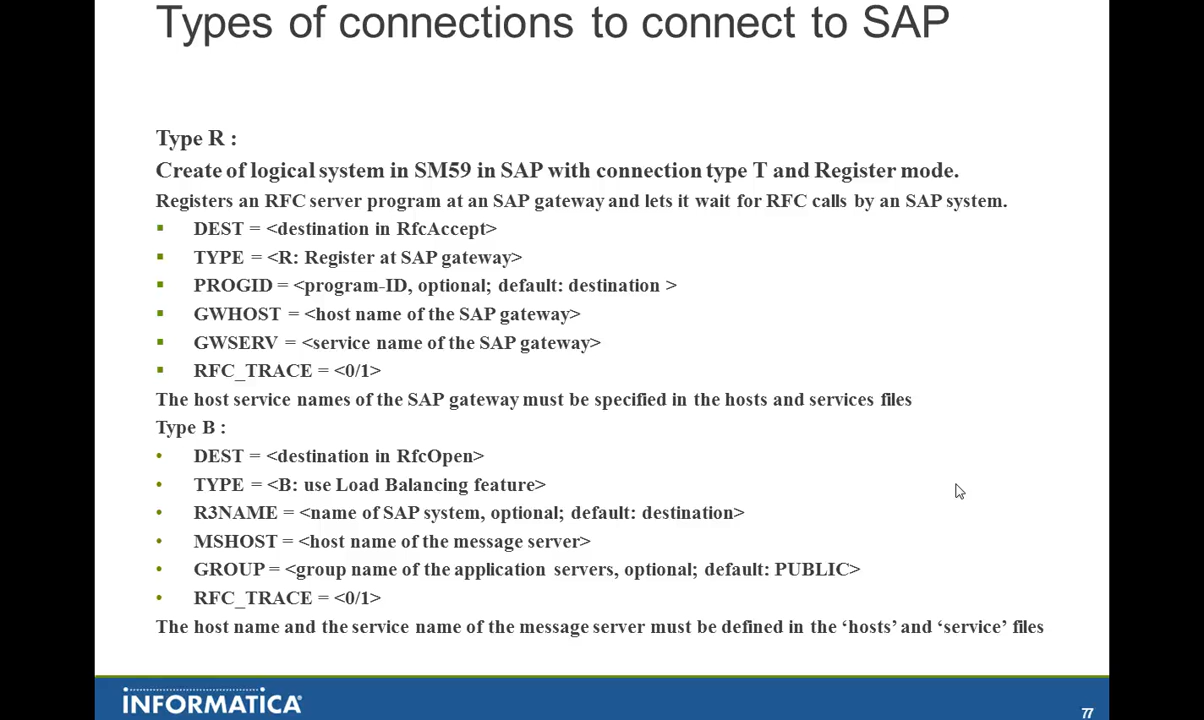 Types of connections to connect to SAP
Type R :
Create of logical system in SM59 in SAP with connection type T and Register mode.
Registers an RFC server program at an SAP gateway and lets it wait for RFC calls by an SAP system.
▪ DEST = <destination in RfcAccept>
▪ TYPE = <R: Register at SAP gateway>
▪ PROGID = <program-ID, optional; default: destination >
▪ GWHOST = <host name of the SAP gateway>
▪ GWSERV = <service name of the SAP gateway>
▪ RFC_TRACE = <0/1>
The host service names of the SAP gateway must be specified in the hosts and services files
Type B :
• DEST = <destination in RfcOpen>
• TYPE = <B: use Load Balancing feature>
• R3NAME = <name of SAP system, optional; default: destination>
• MSHOST = <host name of the message server>
• GROUP = <group name of the application servers, optional; default: PUBLIC>
• RFC_TRACE = <0/1>
The host name and the service name of the message server must be defined in the ‘hosts’ and ‘service’ files
INFORMATICA
77